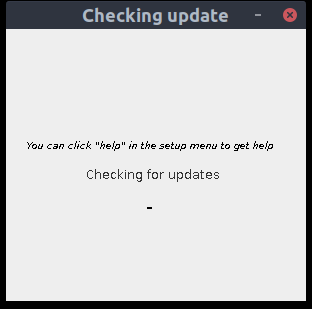 Checking update
You can click "help" in the setup menu to get help
Checking for updates
-